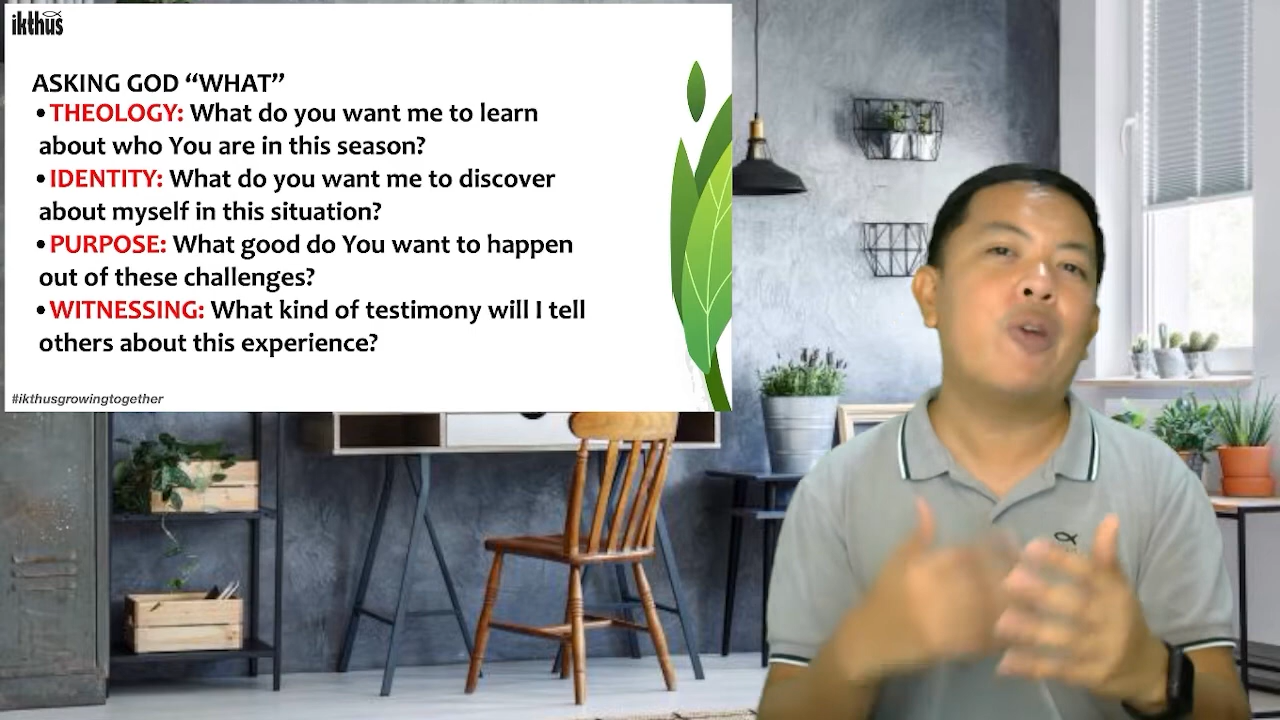 ikthus
ASKING GOD “WHAT”
•THEOLOGY: What do you want me to learn
about who You are in this season?
•IDENTITY: What do you want me to discover
about myself in this situation?
•PURPOSE: What good do You want to happen
out of these challenges?
•WITNESSING: What kind of testimony will I tell
others about this experience?
#ikthusgrowingtogether